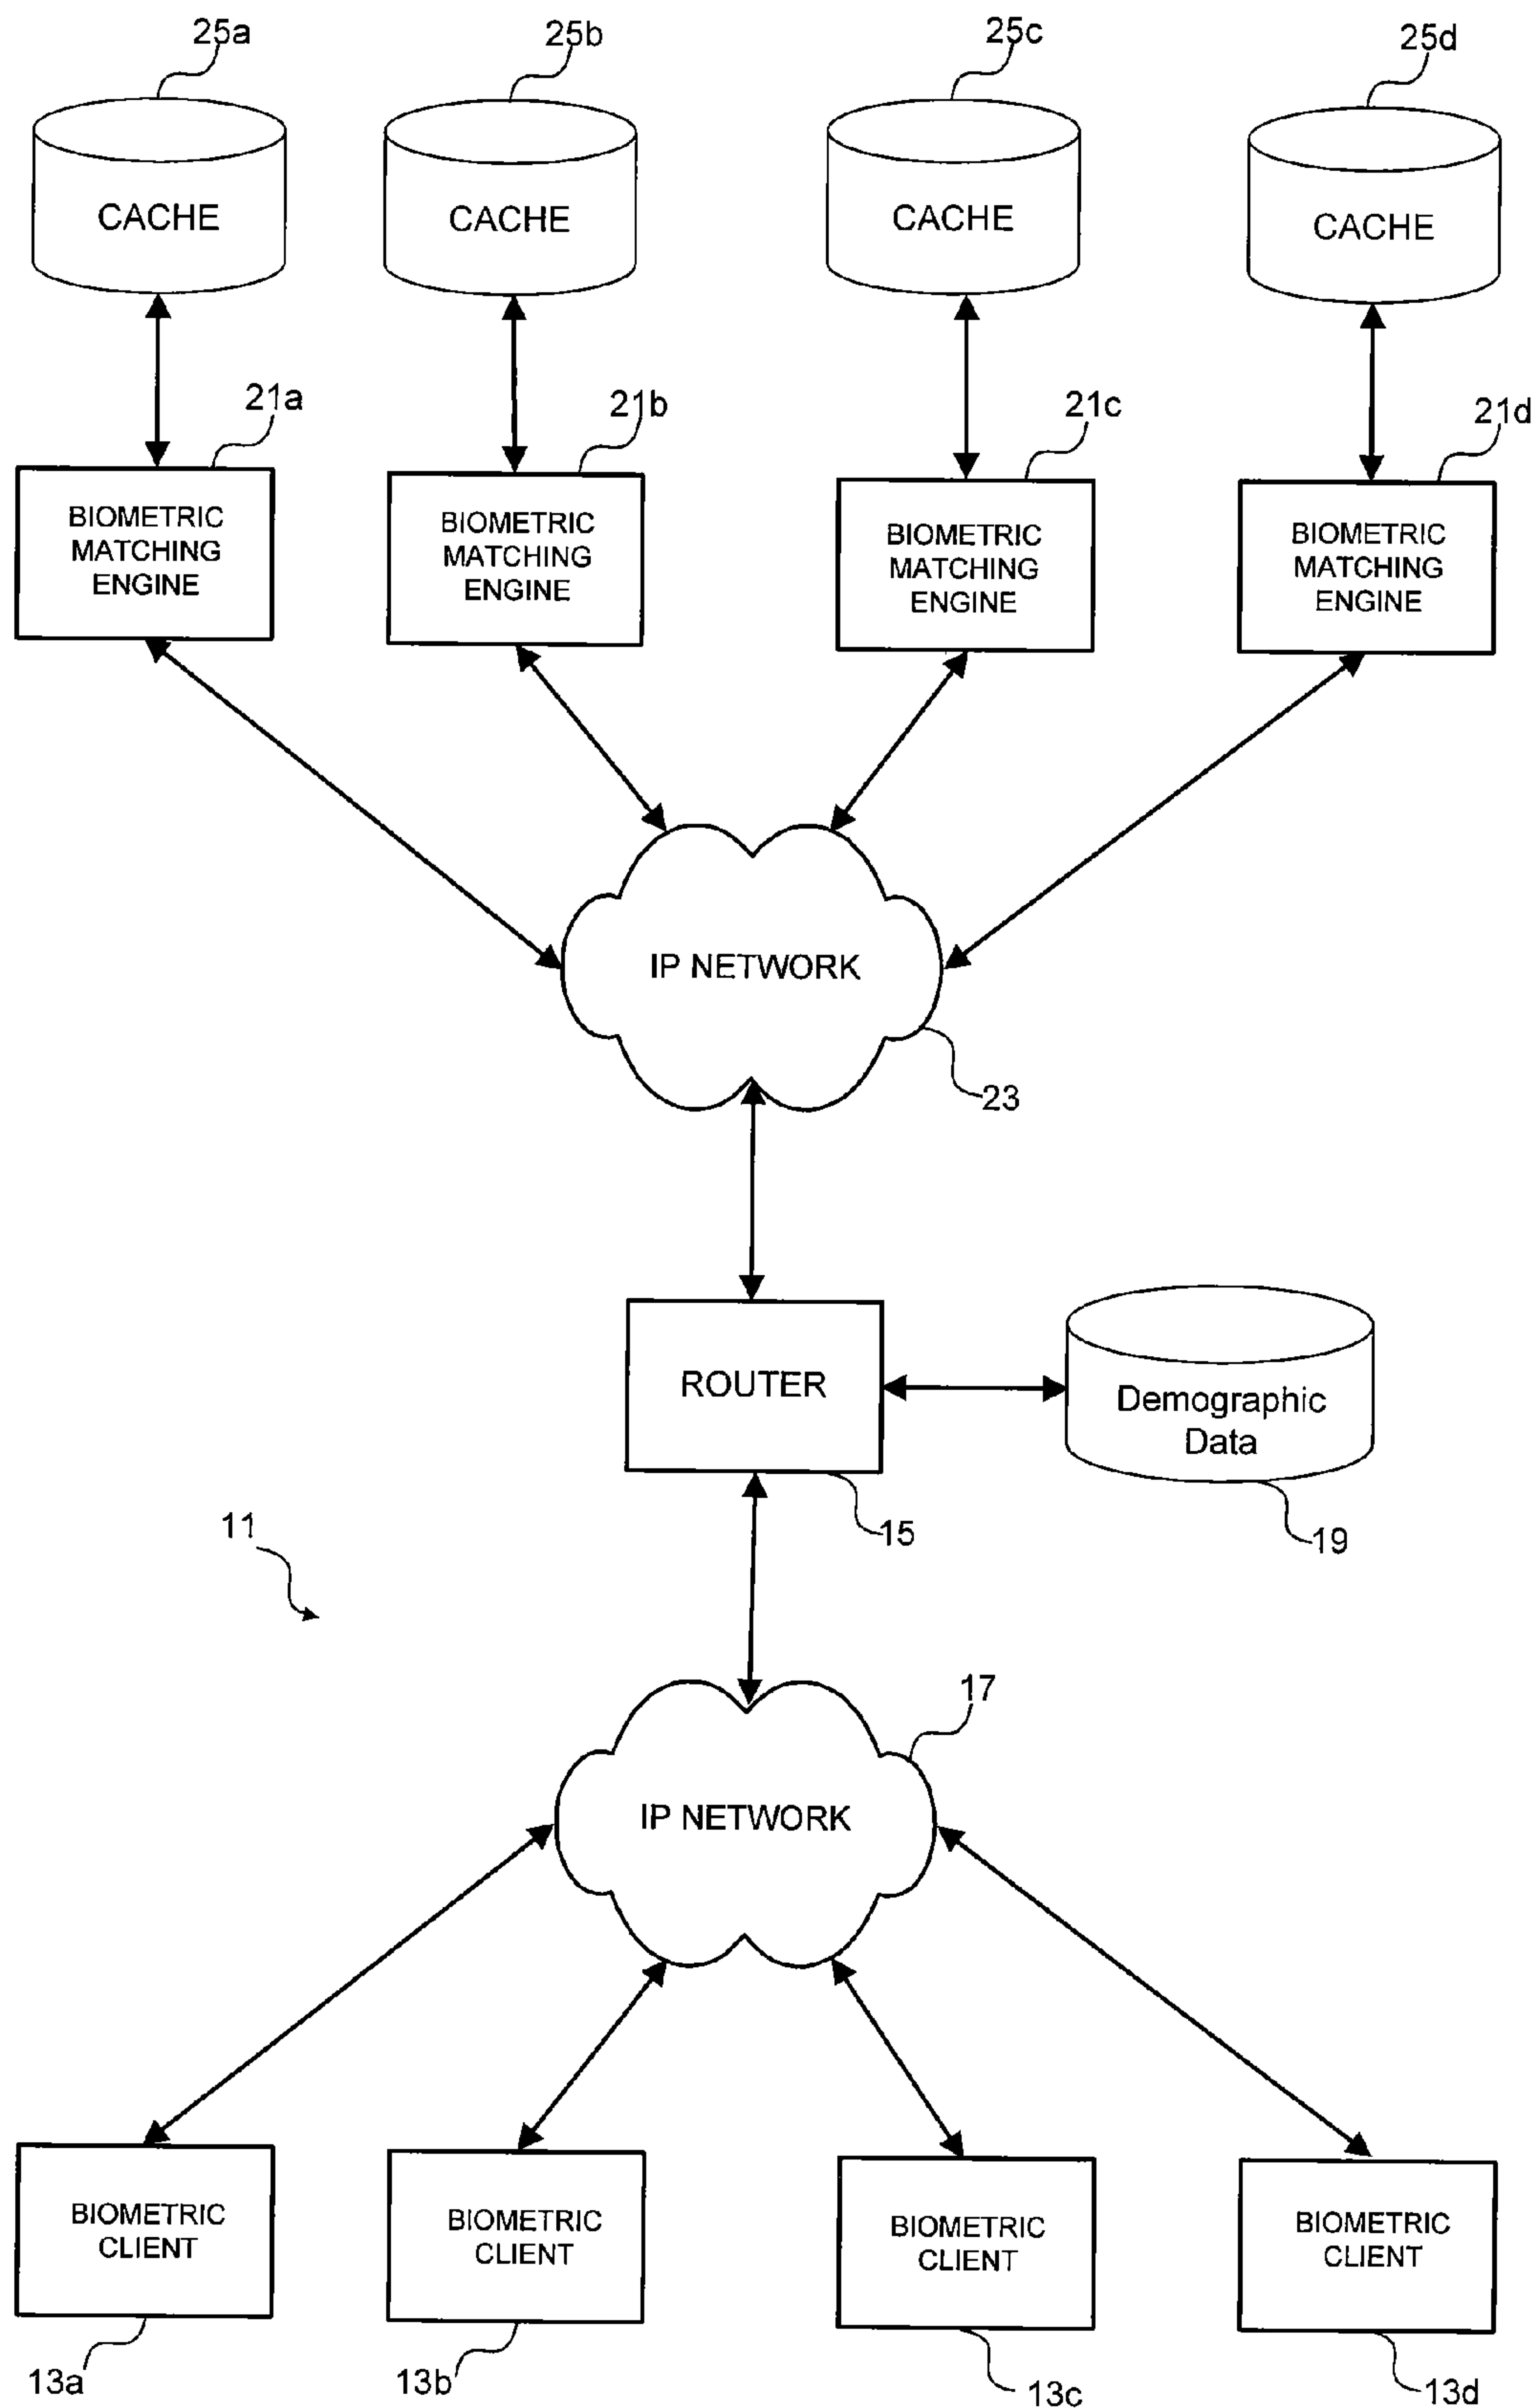 25a
25b
25c
25d
CACHE
CACHE
CACHE
CACHE
21a
21b
21c
21d
BIOMETRIC
MATCHING
ENGINE
BIOMETRIC
MATCHING
ENGINE
BIOMETRIC
MATCHING
ENGINE
BIOMETRIC
MATCHING
ENGINE
IP NETWORK
23
ROUTER
Demographic
Data
15
19
11
17
IP NETWORK
BIOMETRIC
CLIENT
BIOMETRIC
CLIENT
BIOMETRIC
CLIENT
BIOMETRIC
CLIENT
13a
13b
13c
13d